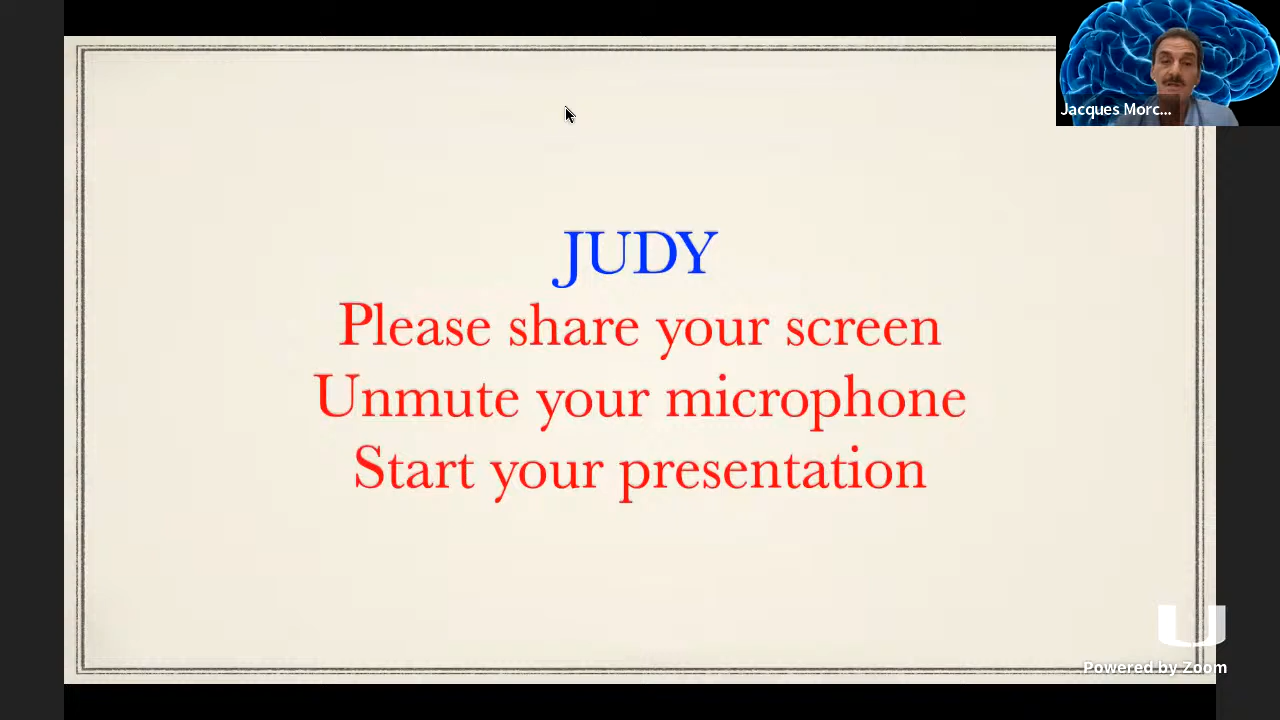 Jacques Morc...
JUDY
Please share your screen
Unmute your microphone
Start your presentation
U
Powered by Zoom